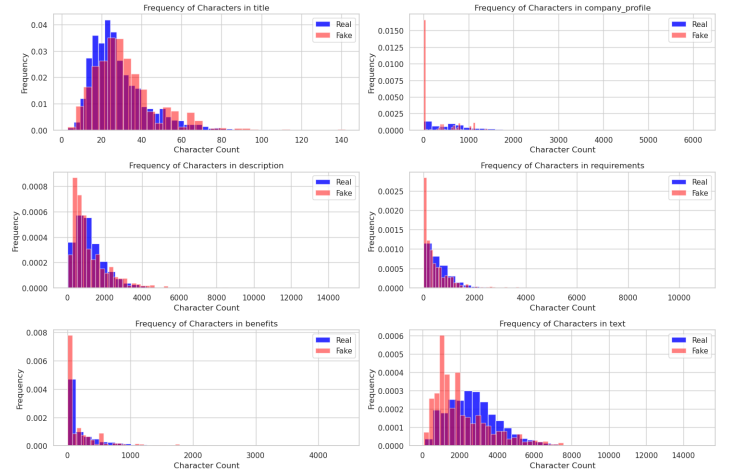 Frequency of Characters in title
Frequency
0.04
0.03
0.02
0.01
0.00
0 20 40 60 80 100 120 140
Character Count
Real
Fake
Frequency of Characters in company_profile
Frequency
0.0150
0.0125
0.0100
0.0075
0.0050
0.0025
0.0000
0 1000 2000 3000 4000 5000 6000
Character Count
Real
Fake
Frequency of Characters in description
Frequency
0.0008
0.0006
0.0004
0.0002
0.0000
0 2000 4000 6000 8000 10000 12000 14000
Character Count
Real
Fake
Frequency of Characters in requirements
Frequency
0.0025
0.0020
0.0015
0.0010
0.0005
0.0000
0 2000 4000 6000 8000 10000
Character Count
Real
Fake
Frequency of Characters in benefits
Frequency
0.008
0.006
0.004
0.002
0.000
0 1000 2000 3000 4000
Character Count
Real
Fake
Frequency of Characters in text
Frequency
0.0006
0.0005
0.0004
0.0003
0.0002
0.0001
0.0000
0 2000 4000 6000 8000 10000 12000 14000
Character Count
Real
Fake